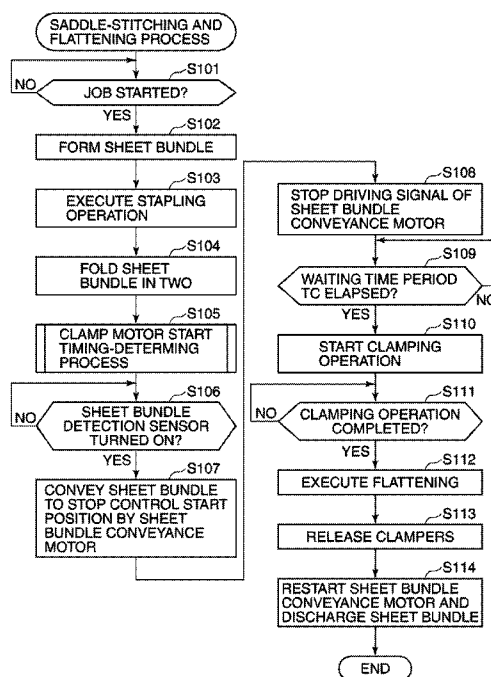 SADDLE-STITCHING AND
FLATTENING PROCESS
S101
NO
JOB STARTED?
YES
S102
FORM SHEET BUNDLE
S103
EXECUTE STAPLING
OPERATION
S104
FOLD SHEET
BUNDLE IN TWO
S105
CLAMP MOTOR START
TIMING-DETERMING
PROCESS
S106
NO
SHEET BUNDLE
DETECTION SENSOR
TURNED ON?
YES
S107
CONVEY SHEET BUNDLE
TO STOP CONTROL START
POSITION BY SHEET
BUNDLE CONVEYANCE
MOTOR
S108
STOP DRIVING SIGNAL OF
SHEET BUNDLE
CONVEYANCE MOTOR
S109
WAITING TIME PERIOD
TC ELAPSED?
NO
YES
S110
START CLAMPING
OPERATION
S111
NO
CLAMPING OPERATION
COMPLETED?
YES
S112
EXECUTE FLATTENING
S113
RELEASE CLAMPERS
S114
RESTART SHEET BUNDLE
CONVEYANCE MOTOR AND
DISCHARGE SHEET BUNDLE
END